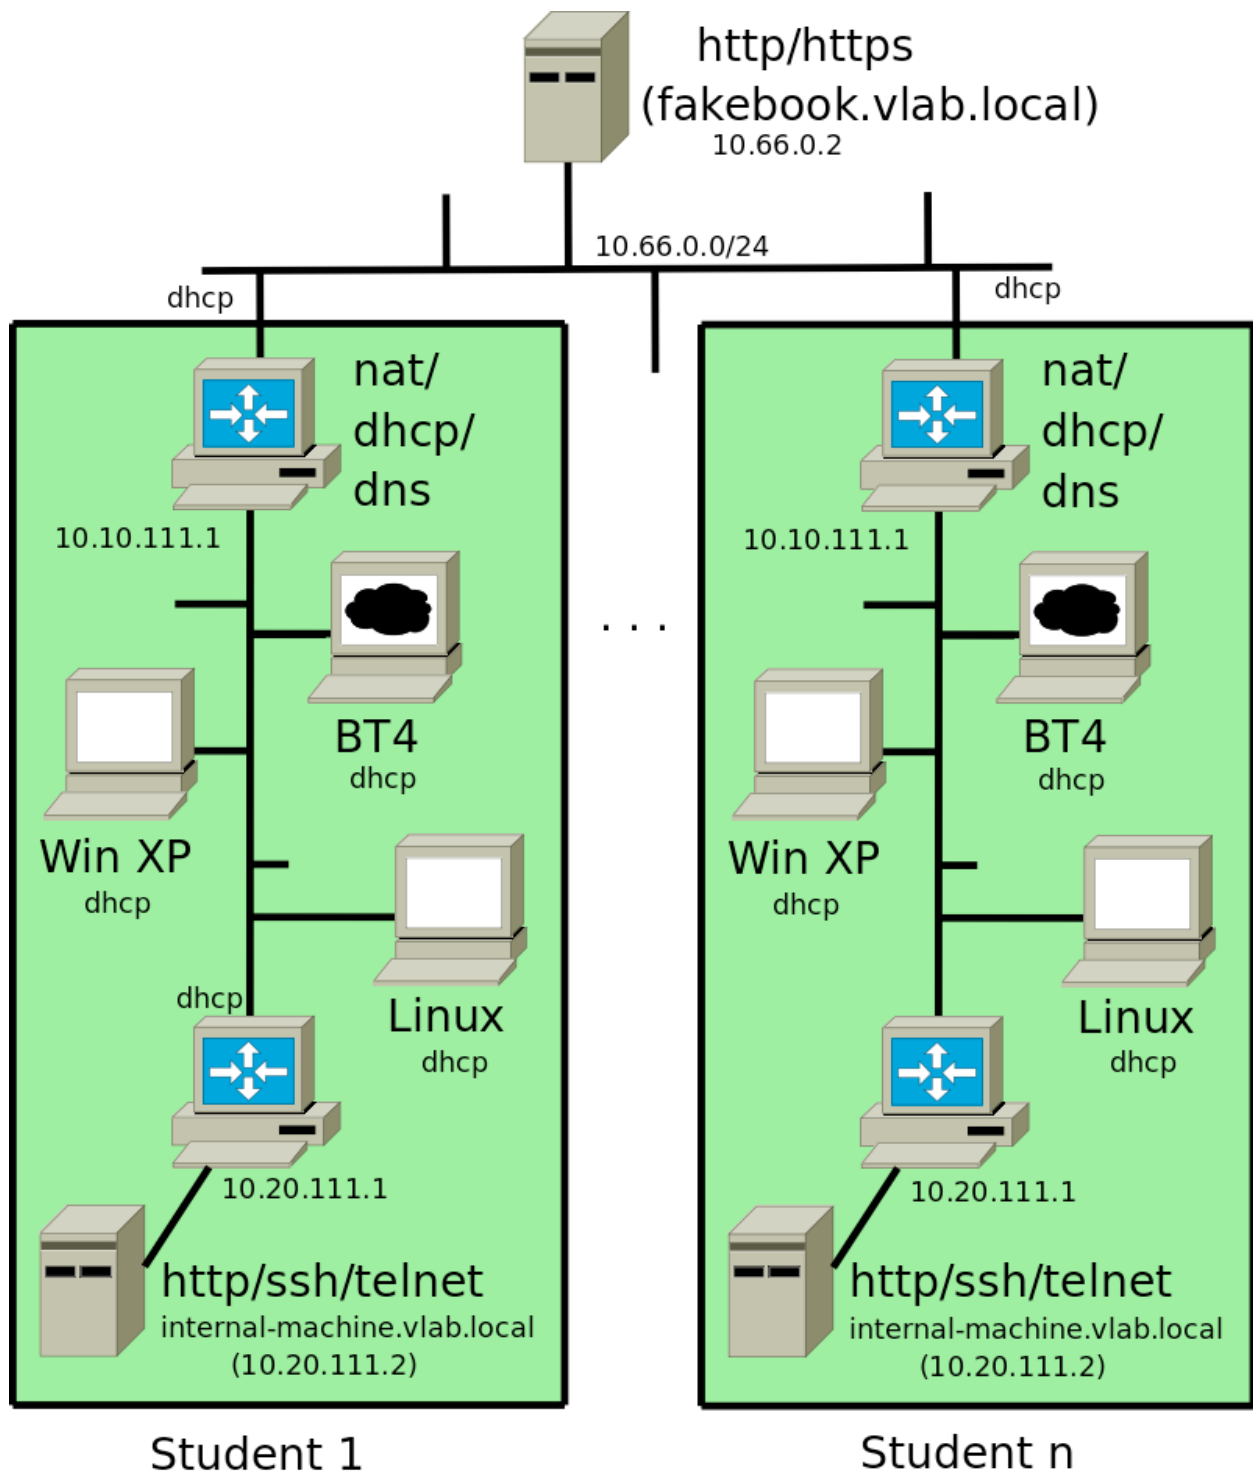 http/https
(fakebook.vlab.local)
10.66.0.2
10.66.0.0/24
dhcp
dhcp
nat/
dhcp/
dns
10.10.111.1
BT4
dhcp
Win XP
dhcp
dhcp
Linux
dhcp
10.20.111.1
http/ssh/telnet
internal-machine.vlab.local
(10.20.111.2)
Student 1
. . .
nat/
dhcp/
dns
10.10.111.1
BT4
dhcp
Win XP
dhcp
Linux
dhcp
10.20.111.1
http/ssh/telnet
internal-machine.vlab.local
(10.20.111.2)
Student n